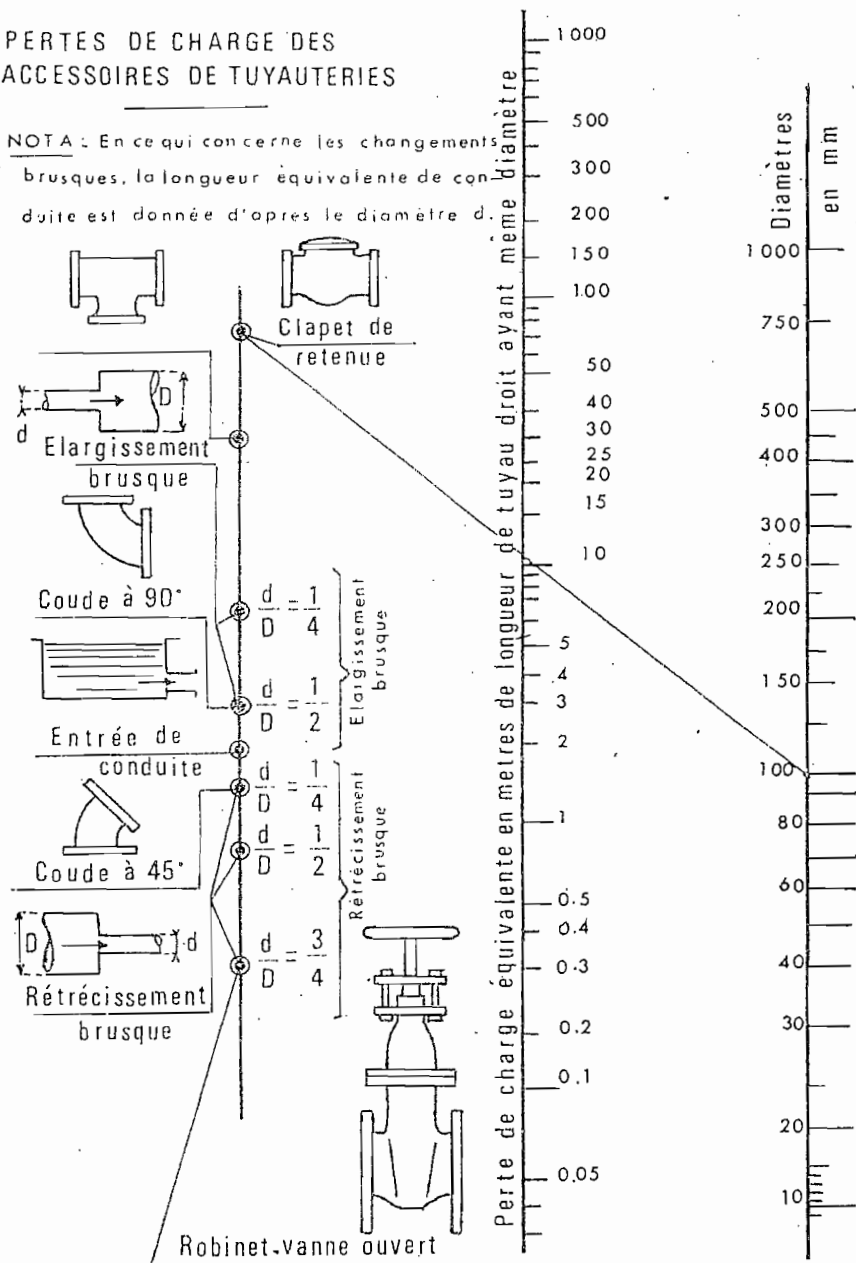 PERTES DE CHARGE DES
ACCESSOIRES DE TUYAUTERIES
NOTA : En ce qui concerne les changements
brusques, la longueur équivalente de con-
duite est donnée d'après le diamètre d.
Clapet de
retenue
D
d
Elargissement
brusque
Coude à 90°
Entrée de
conduite
Coude à 45°
D
d
Rétrécissement
brusque
d/D = 1/4
d/D = 1/2
Elargissement
brusque
d/D = 1/4
d/D = 1/2
d/D = 3/4
Rétrécissement
brusque
Robinet-vanne ouvert
Perte de charge équivalente en metres de longueur de tuyau droit ayant même diamètre
1000
500
300
200
150
1.00
50
40
30
25
20
15
10
5
4
3
2
1
0.5
0.4
0.3
0.2
0.1
0.05
Diamètres
en mm
1000
750
500
400
300
250
200
150
100
80
60
40
30
20
10